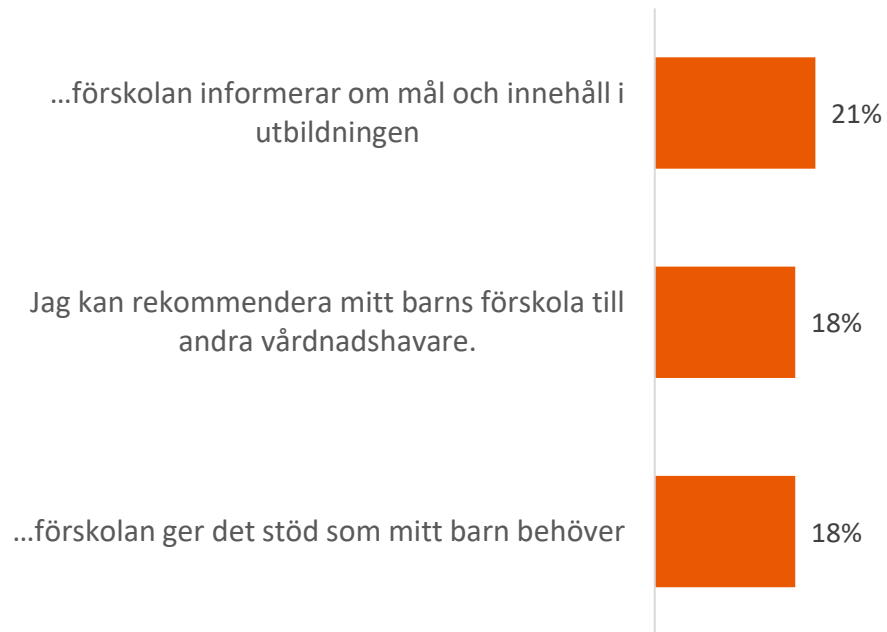 ...förskolan informerar om mål och innehåll i
utbildningen
21%
Jag kan rekommendera mitt barns förskola till
andra vårdnadshavare.
18%
...förskolan ger det stöd som mitt barn behöver
18%